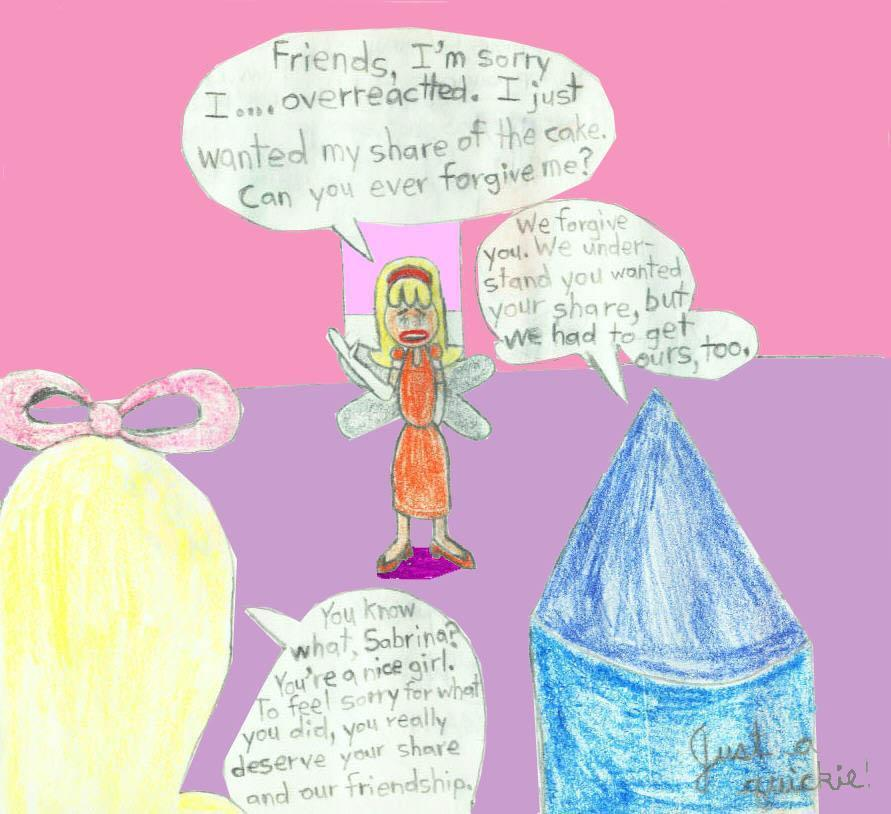 Friends, I'm sorry
I.... overreactted. I just
wanted my share of the cake.
Can you ever forgive me?
We forgive
you. We under-
stand you wanted
your share, but
we had to get
ours, too.
You know
what, Sabrina?
You're a nice girl.
To feel sorry for what
you did, you really
deserve your share
and our friendship.
Just a
quickie!